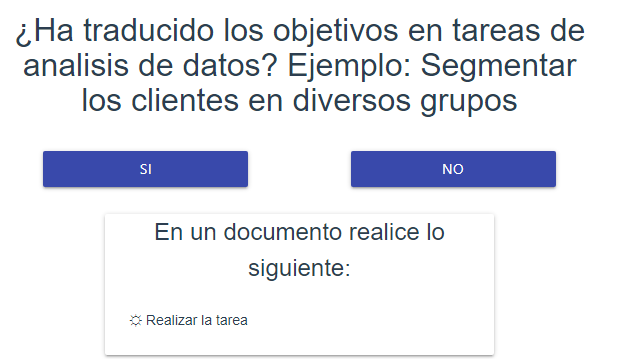 ¿Ha traducido los objetivos en tareas de
analisis de datos? Ejemplo: Segmentar
los clientes en diversos grupos
SI
NO
En un documento realice lo
siguiente:
☼ Realizar la tarea